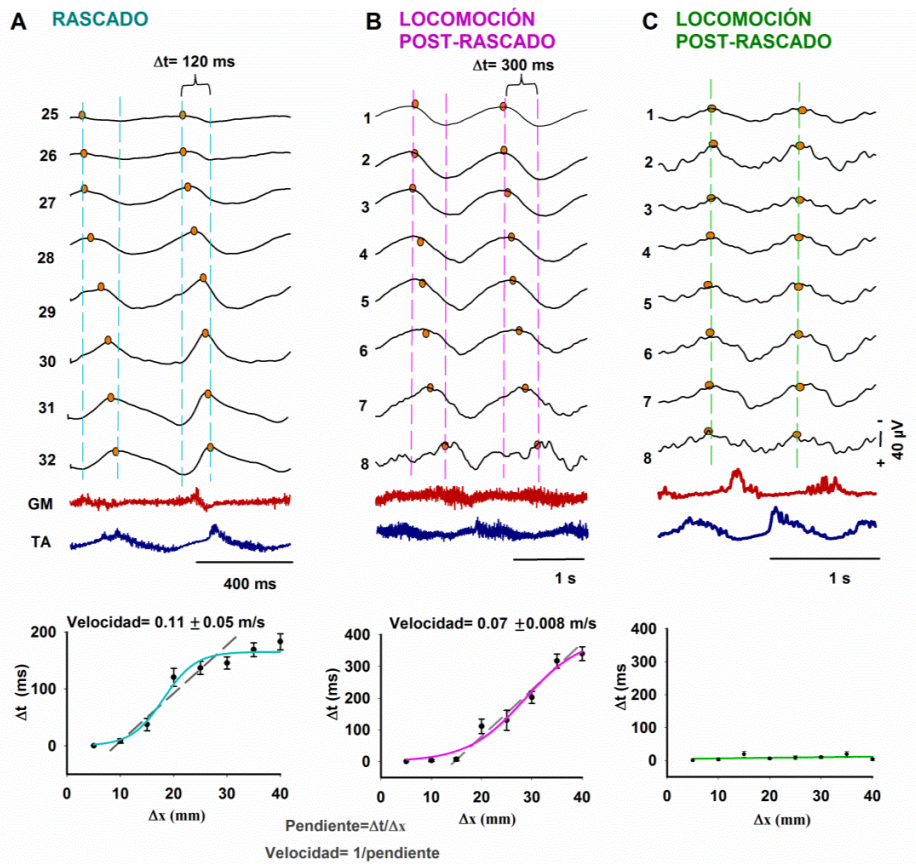 A RASCADO
Δt= 120 ms
25
26
27
28
29
30
31
32
GM
TA
400 ms
B LOCOMOCIÓN
POST-RASCADO
Δt= 300 ms
1
2
3
4
5
6
7
8
1 s
C LOCOMOCIÓN
POST-RASCADO
1
2
3
4
5
6
7
8
- + 40 µV
1 s
Velocidad= 0.11 ± 0.05 m/s
Δt (ms)
200
100
0
0 10 20 30 40
Δx (mm)
Velocidad= 0.07 ±0.008 m/s
Δt (ms)
400
300
200
100
0
0 10 20 30 40
Δx (mm)
Δt (ms)
400
300
200
100
0
0 10 20 30 40
Δx (mm)
Pendiente=Δt/Δx
Velocidad= 1/pendiente